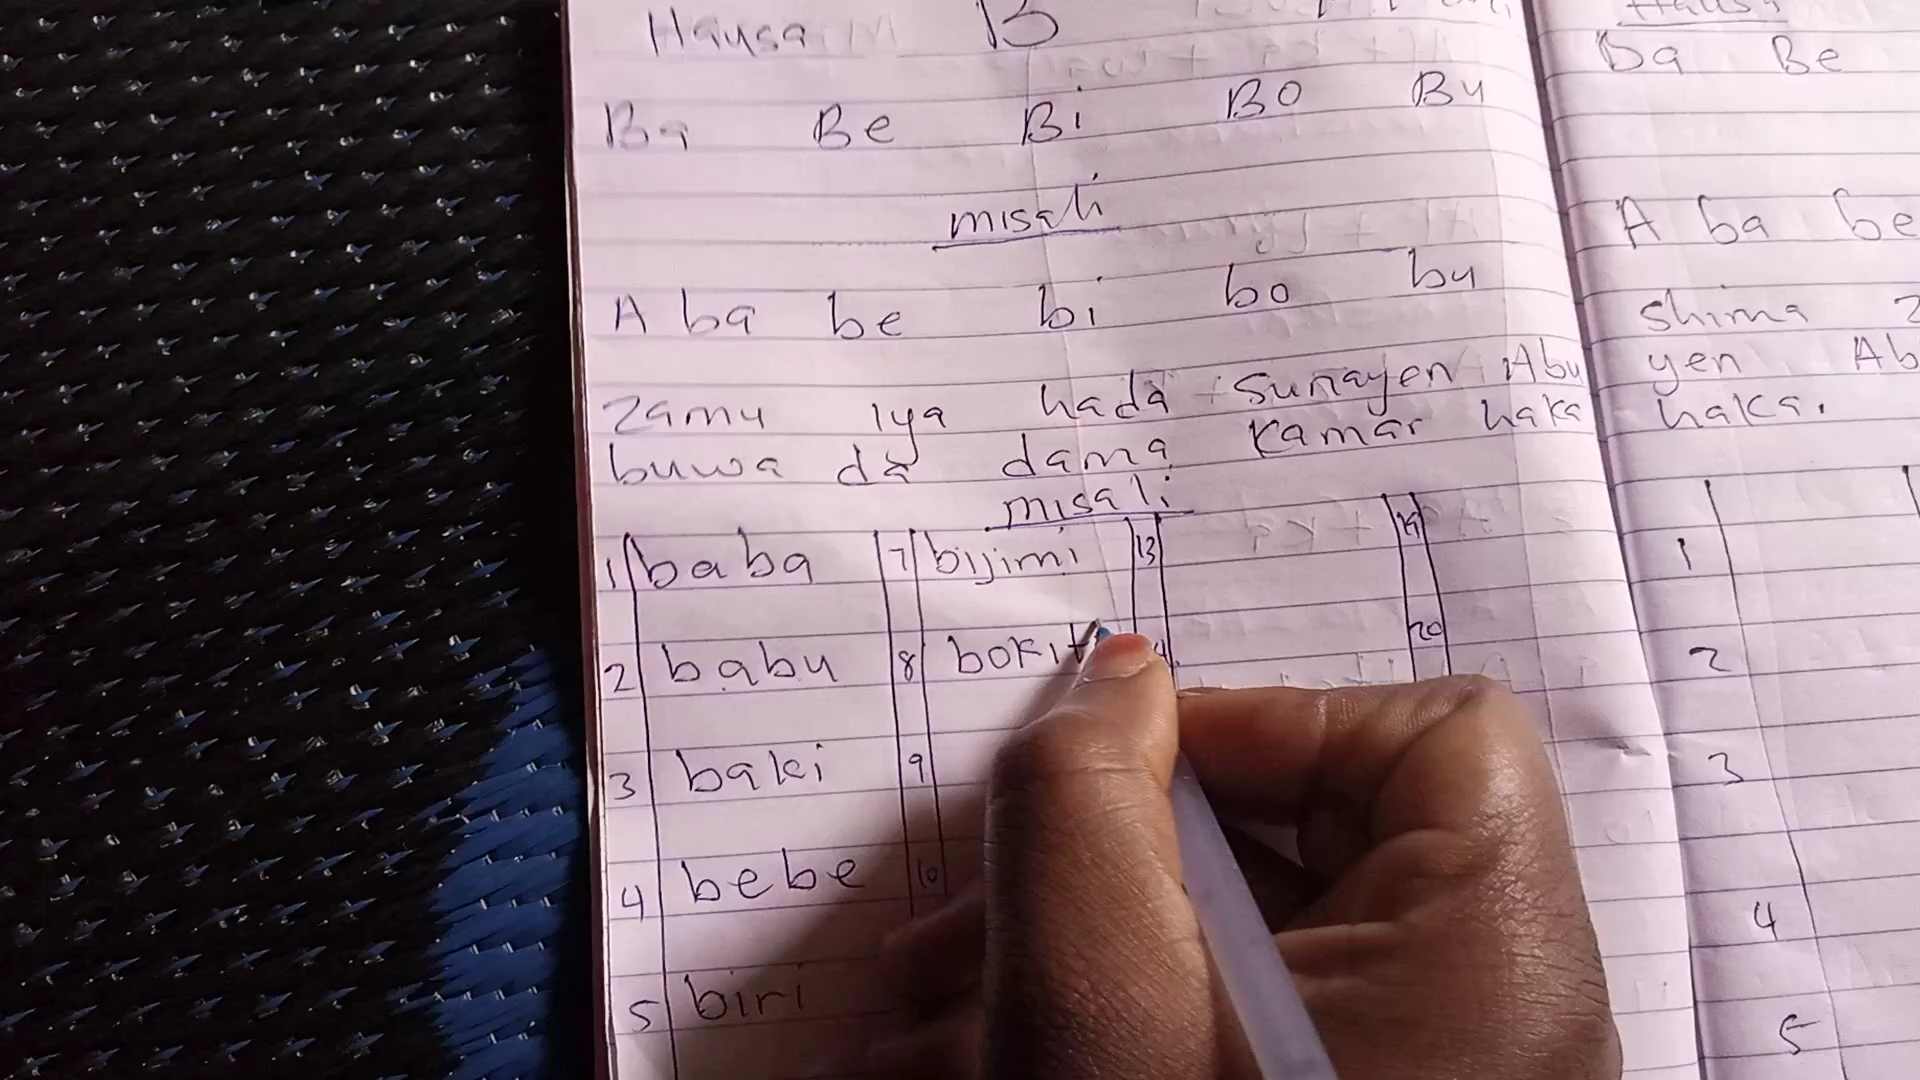 Hausa B
Ba Be Bi Bo Bu
misali
A ba be bi bo bu
Zamu iya hada sunayen Abu
buwa da dama kamar haka
misali
1 baba 7 bijimi 13 19
2 babu 8 bokit 20
3 baki 9
4 bebe 10
5 biri
Hausa
Ba Be
A ba be
shima
yen Ab
haka.
1
2
3
4
5